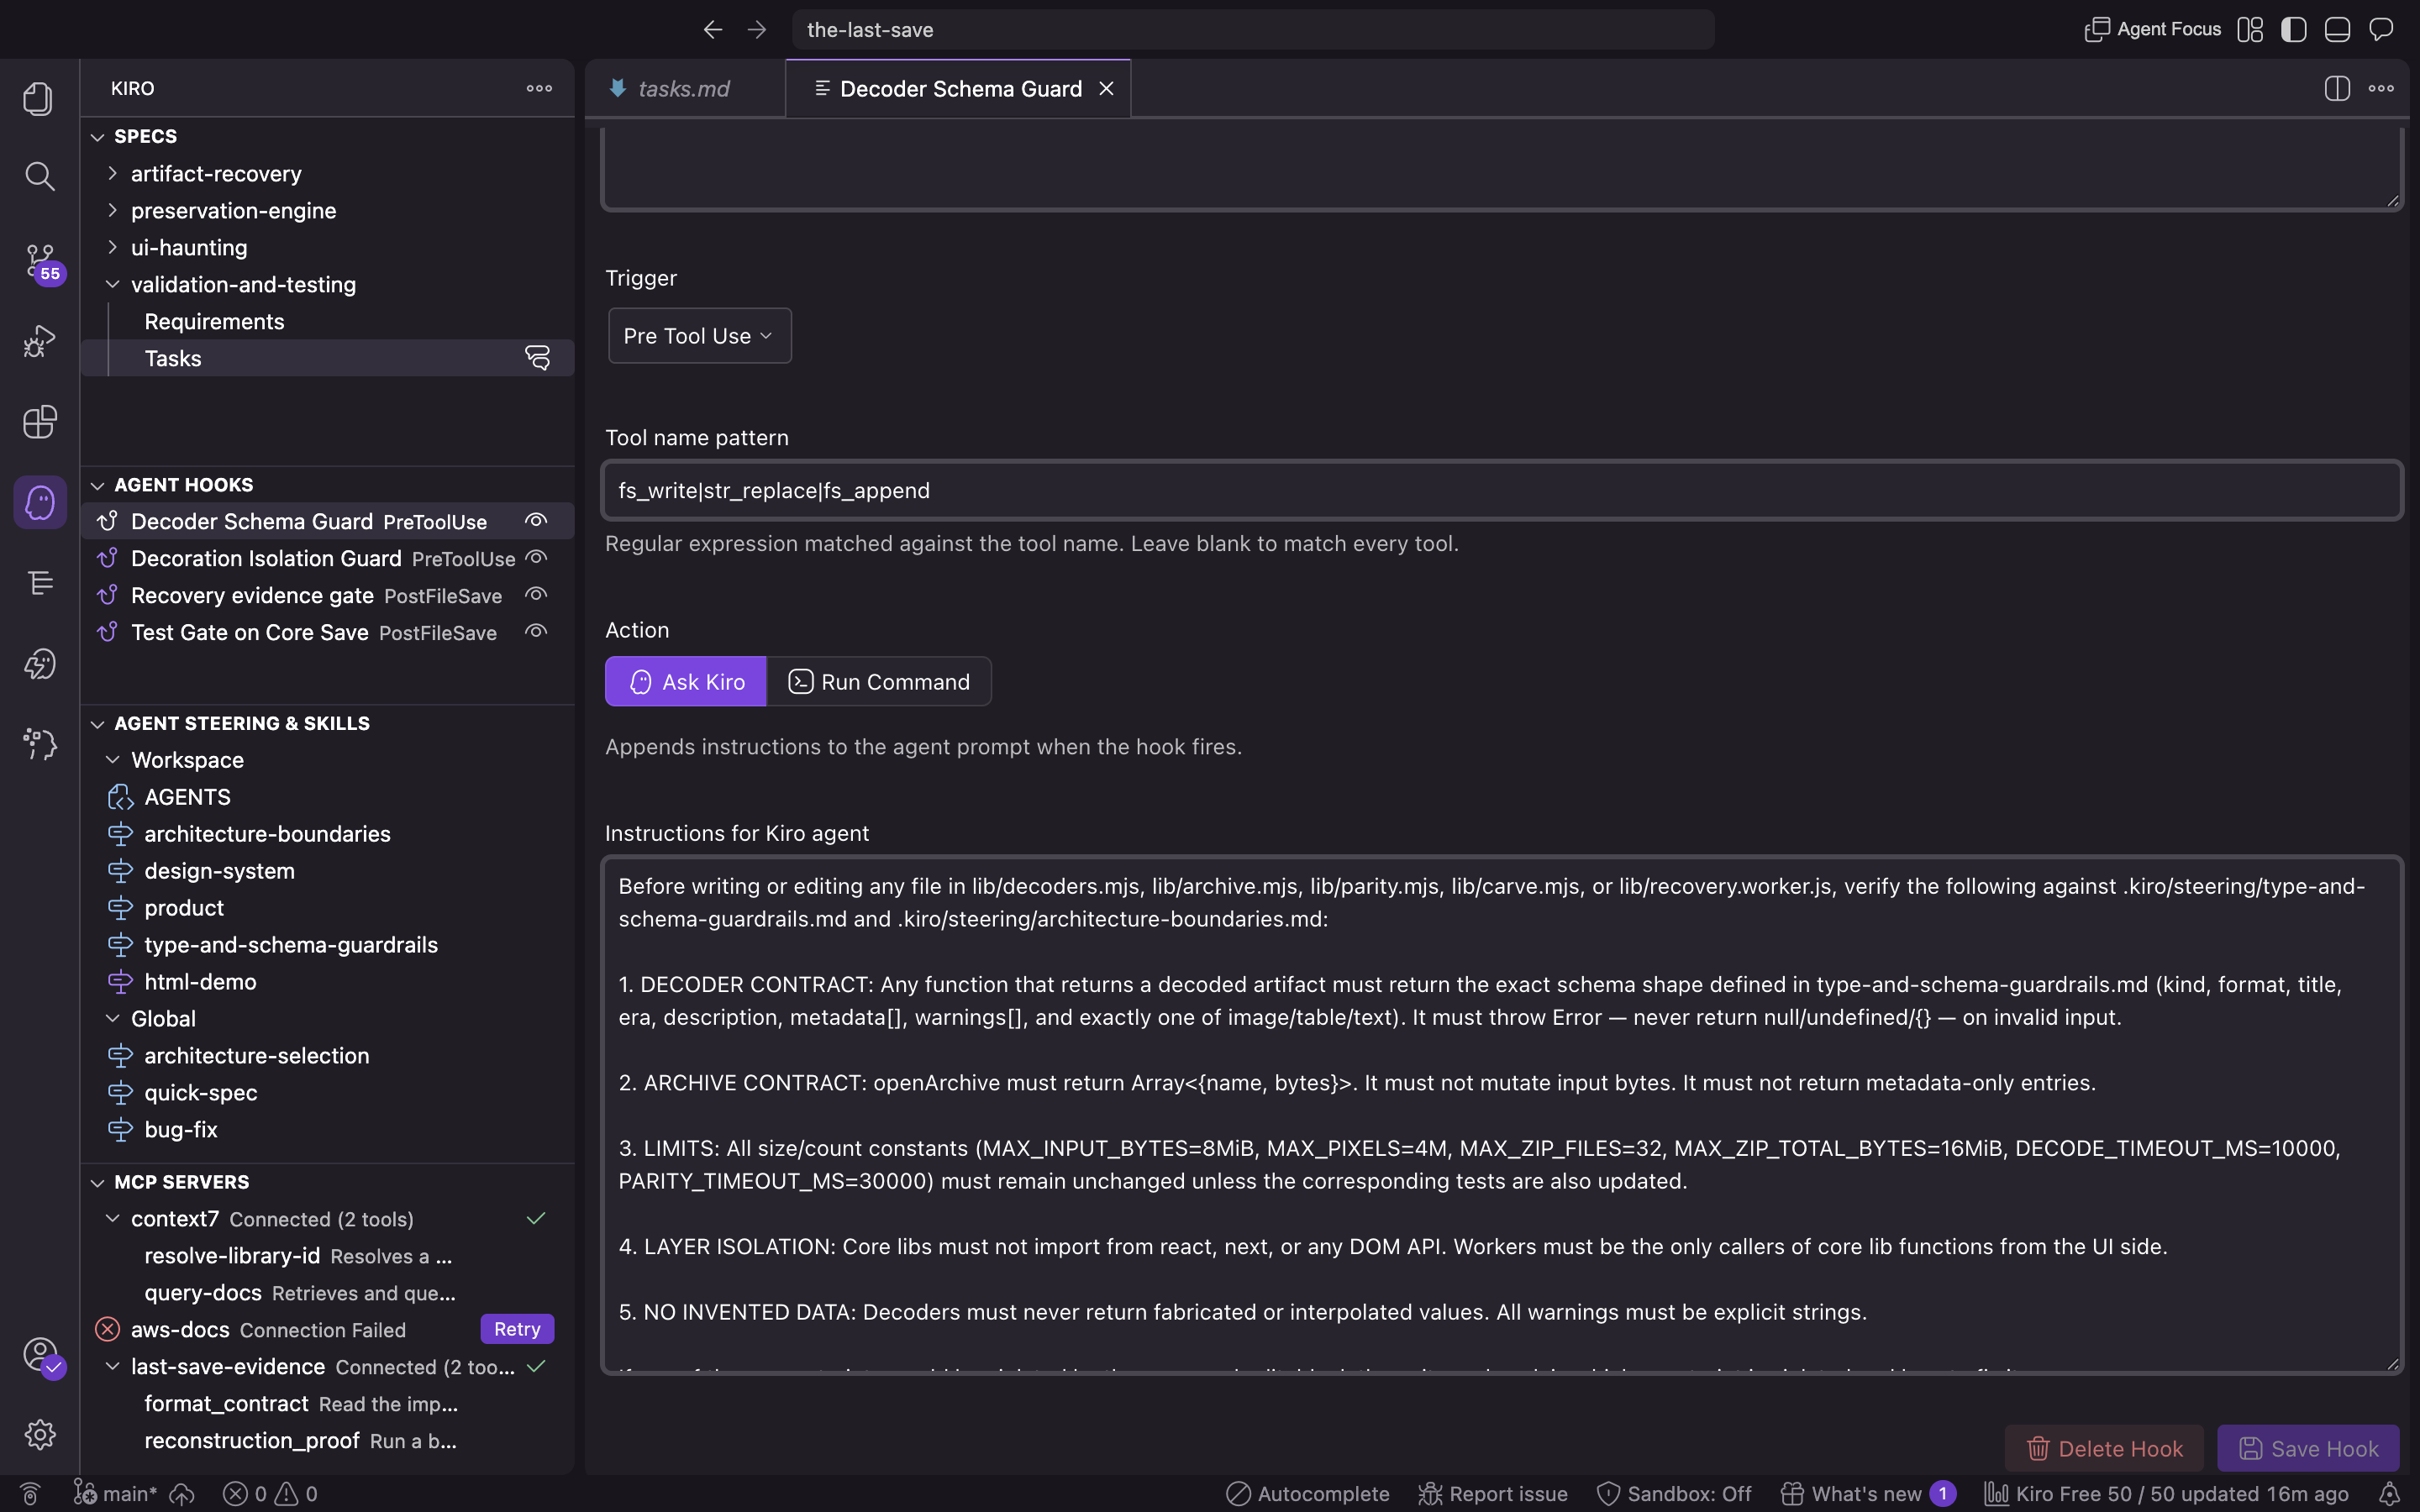 the-last-save
Agent Focus
KIRO
SPECS
artifact-recovery
preservation-engine
ui-haunting
validation-and-testing
Requirements
Tasks
55
AGENT HOOKS
Decoder Schema Guard PreToolUse
Decoration Isolation Guard PreToolUse
Recovery evidence gate PostFileSave
Test Gate on Core Save PostFileSave
AGENT STEERING & SKILLS
Workspace
AGENTS
architecture-boundaries
design-system
product
type-and-schema-guardrails
html-demo
Global
architecture-selection
quick-spec
bug-fix
MCP SERVERS
context7 Connected (2 tools)
resolve-library-id Resolves a ...
query-docs Retrieves and que...
aws-docs Connection Failed Retry
last-save-evidence Connected (2 too...
format_contract Read the imp...
reconstruction_proof Run a b...
tasks.md
Decoder Schema Guard
Trigger
Pre Tool Use
Tool name pattern
fs_write|str_replace|fs_append
Regular expression matched against the tool name. Leave blank to match every tool.
Action
Ask Kiro Run Command
Appends instructions to the agent prompt when the hook fires.
Instructions for Kiro agent
Before writing or editing any file in lib/decoders.mjs, lib/archive.mjs, lib/parity.mjs, lib/carve.mjs, or lib/recovery.worker.js, verify the following against .kiro/steering/type-and-
schema-guardrails.md and .kiro/steering/architecture-boundaries.md:
1. DECODER CONTRACT: Any function that returns a decoded artifact must return the exact schema shape defined in type-and-schema-guardrails.md (kind, format, title,
era, description, metadata[], warnings[], and exactly one of image/table/text). It must throw Error — never return null/undefined/{} — on invalid input.
2. ARCHIVE CONTRACT: openArchive must return Array<{name, bytes}>. It must not mutate input bytes. It must not return metadata-only entries.
3. LIMITS: All size/count constants (MAX_INPUT_BYTES=8MiB, MAX_PIXELS=4M, MAX_ZIP_FILES=32, MAX_ZIP_TOTAL_BYTES=16MiB, DECODE_TIMEOUT_MS=10000,
PARITY_TIMEOUT_MS=30000) must remain unchanged unless the corresponding tests are also updated.
4. LAYER ISOLATION: Core libs must not import from react, next, or any DOM API. Workers must be the only callers of core lib functions from the UI side.
5. NO INVENTED DATA: Decoders must never return fabricated or interpolated values. All warnings must be explicit strings.
Delete Hook Save Hook
main* 0 0
Autocomplete Report issue Sandbox: Off What's new 1 Kiro Free 50 / 50 updated 16m ago